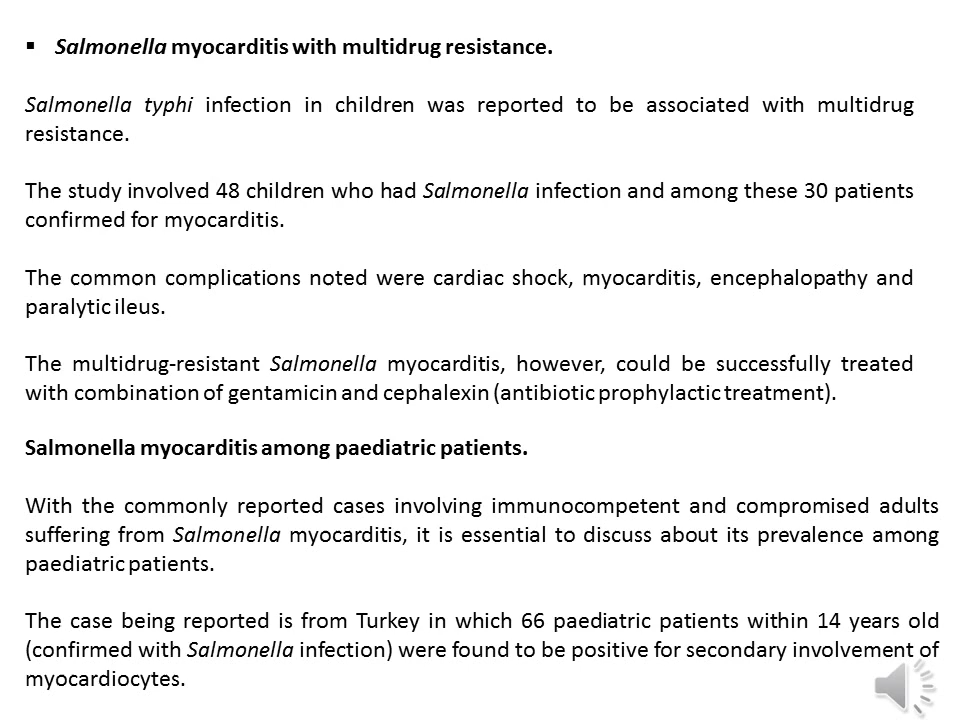 ▪ Salmonella myocarditis with multidrug resistance.
Salmonella typhi infection in children was reported to be associated with multidrug
resistance.
The study involved 48 children who had Salmonella infection and among these 30 patients
confirmed for myocarditis.
The common complications noted were cardiac shock, myocarditis, encephalopathy and
paralytic ileus.
The multidrug-resistant Salmonella myocarditis, however, could be successfully treated
with combination of gentamicin and cephalexin (antibiotic prophylactic treatment).
Salmonella myocarditis among paediatric patients.
With the commonly reported cases involving immunocompetent and compromised adults
suffering from Salmonella myocarditis, it is essential to discuss about its prevalence among
paediatric patients.
The case being reported is from Turkey in which 66 paediatric patients within 14 years old
(confirmed with Salmonella infection) were found to be positive for secondary involvement of
myocardiocytes.